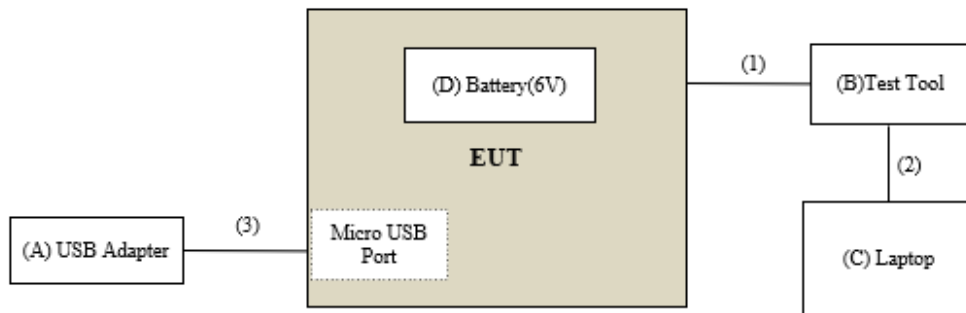 (D) Battery(6V)
(1)
(B)Test Tool
EUT
(2)
(3)
(A) USB Adapter
Micro USB
Port
(C) Laptop